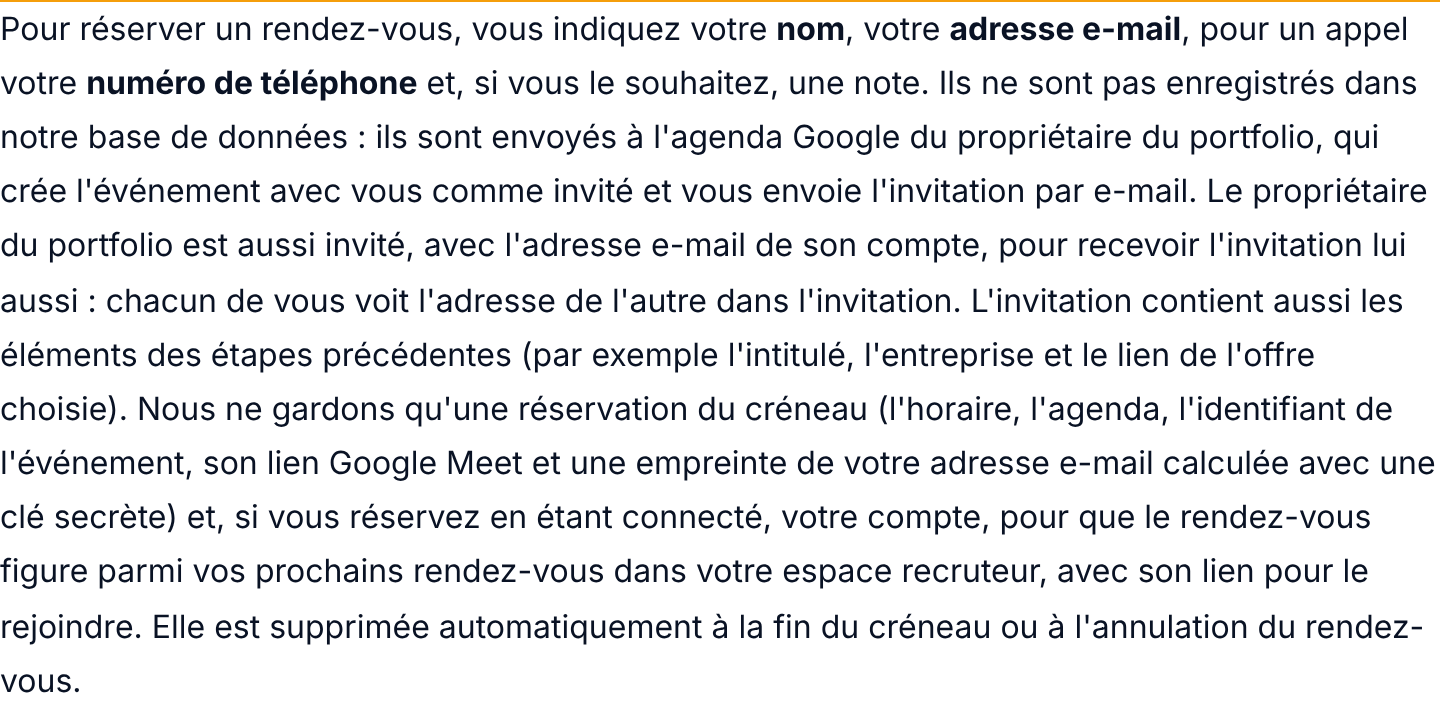 Pour réserver un rendez-vous, vous indiquez votre nom, votre adresse e-mail, pour un appel
votre numéro de téléphone et, si vous le souhaitez, une note. Ils ne sont pas enregistrés dans
notre base de données : ils sont envoyés à l'agenda Google du propriétaire du portfolio, qui
crée l'événement avec vous comme invité et vous envoie l'invitation par e-mail. Le propriétaire
du portfolio est aussi invité, avec l'adresse e-mail de son compte, pour recevoir l'invitation lui
aussi : chacun de vous voit l'adresse de l'autre dans l'invitation. L'invitation contient aussi les
éléments des étapes précédentes (par exemple l'intitulé, l'entreprise et le lien de l'offre
choisie). Nous ne gardons qu'une réservation du créneau (l'horaire, l'agenda, l'identifiant de
l'événement, son lien Google Meet et une empreinte de votre adresse e-mail calculée avec une
clé secrète) et, si vous réservez en étant connecté, votre compte, pour que le rendez-vous
figure parmi vos prochains rendez-vous dans votre espace recruteur, avec son lien pour le
rejoindre. Elle est supprimée automatiquement à la fin du créneau ou à l'annulation du rendez-
vous.